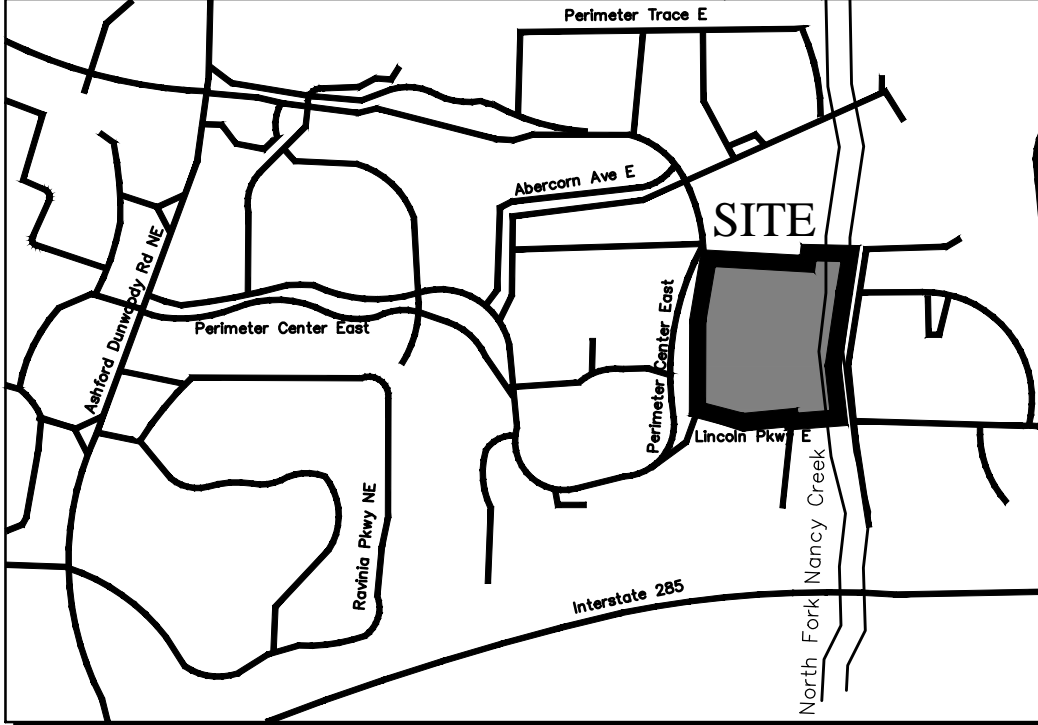 Perimeter Trace E
Abercorn Ave E
SITE
Ashford Dunwoody Rd NE
Perimeter Center East
Perimeter Center East
Lincoln Pkwy E
Ravinia Pkwy NE
North Fork Nancy Creek
Interstate 285